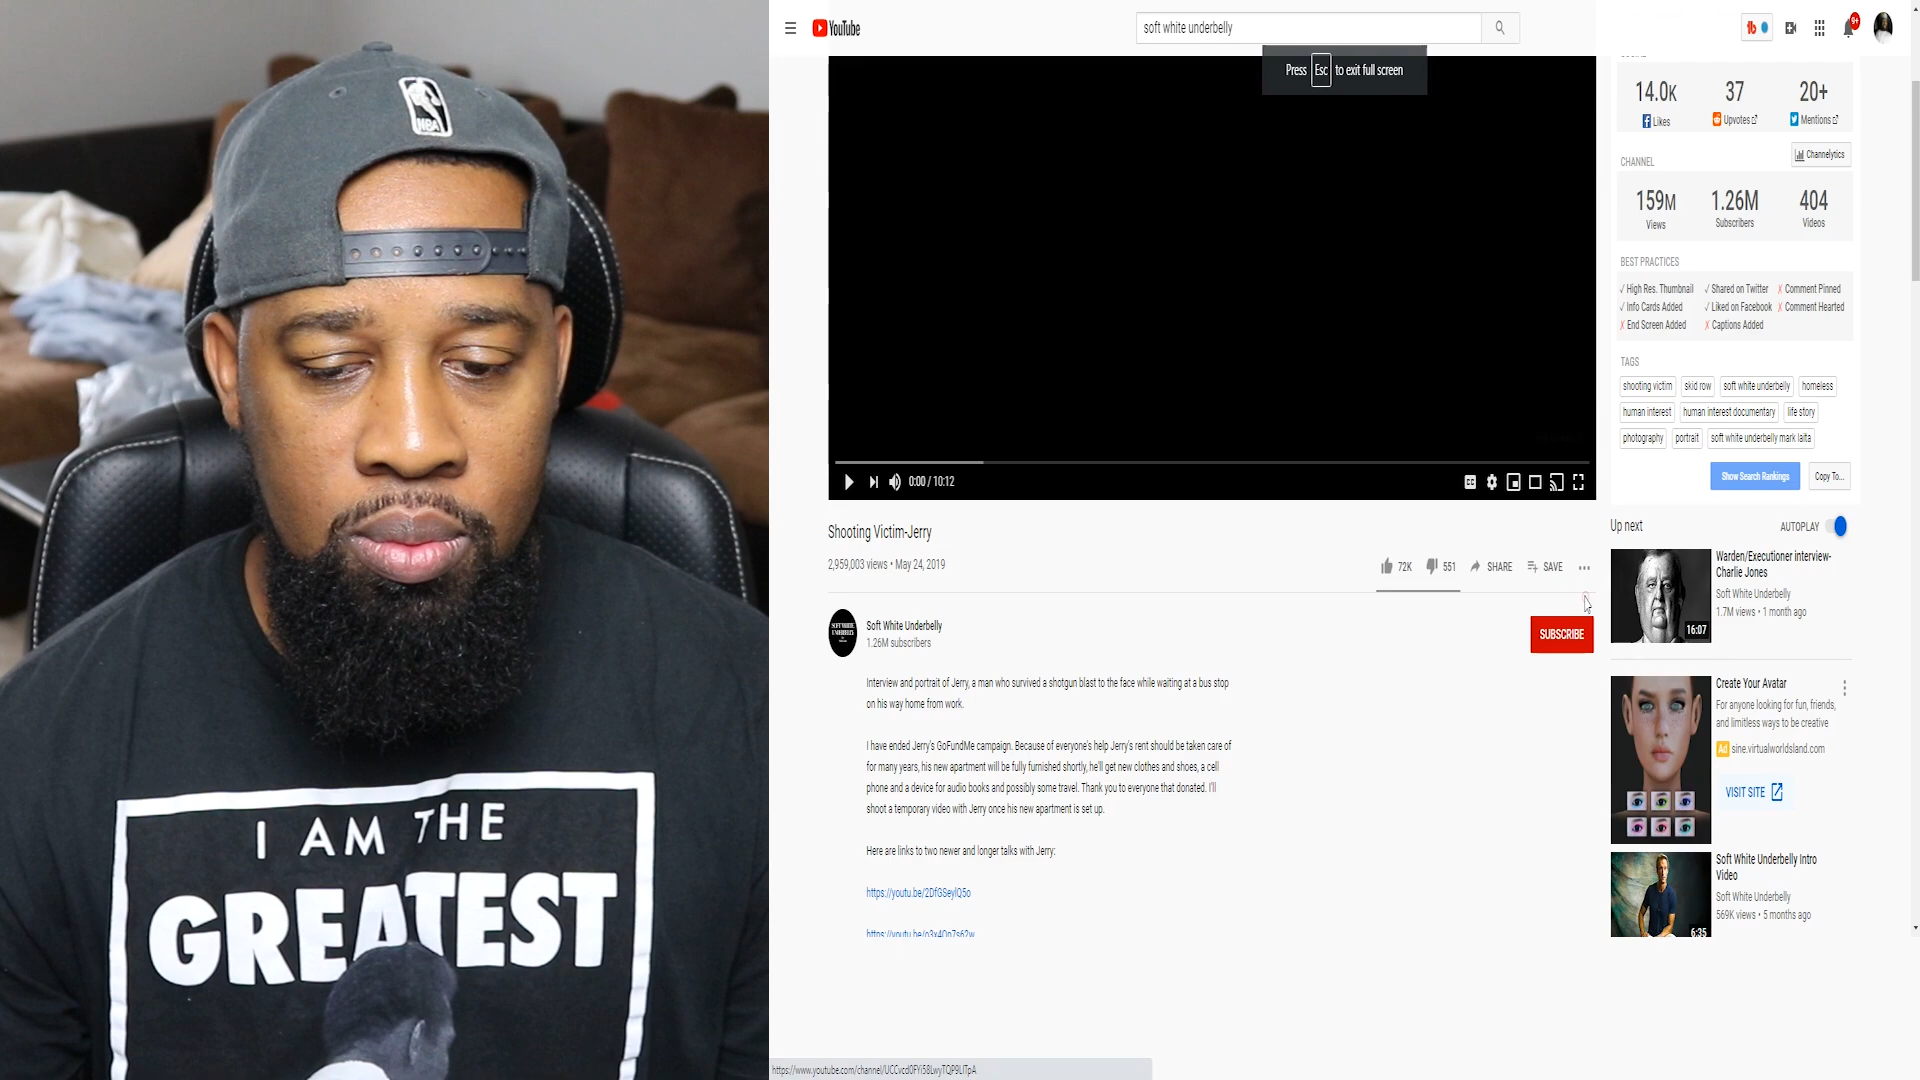 NBA
I AM THE
GREATEST
YouTube
soft white underbelly
9+
Press Esc to exit full screen
14.0K
37
20+
Likes
Upvotes
Mentions
CHANNEL
Channelytics
159M
1.26M
404
Views
Subscribers
Videos
BEST PRACTICES
√ High Res. Thumbnail √ Shared on Twitter ✗ Comment Pinned
√ Info Cards Added √ Liked on Facebook ✗ Comment Hearted
✗ End Screen Added ✗ Captions Added
TAGS
shooting victim skid row soft white underbelly homeless
human interest human interest documentary life story
photography portrait soft white underbelly mark laita
Show Search Rankings Copy To...
0:00 / 10:12
Shooting Victim-Jerry
2,959,003 views • May 24, 2019
72K 551 SHARE SAVE
Soft White Underbelly
1.26M subscribers
SUBSCRIBE
Interview and portrait of Jerry, a man who survived a shotgun blast to the face while waiting at a bus stop
on his way home from work.
I have ended Jerry's GoFundMe campaign. Because of everyone's help Jerry's rent should be taken care of
for many years, his new apartment will be fully furnished shortly, he'll get new clothes and shoes, a cell
phone and a device for audio books and possibly some travel. Thank you to everyone that donated. I'll
shoot a temporary video with Jerry once his new apartment is set up.
Here are links to two newer and longer talks with Jerry:
https://youtu.be/2DfGSeylQ5o
Up next
AUTOPLAY
Warden/Executioner interview-
Charlie Jones
Soft White Underbelly
1.7M views • 1 month ago
16:07
Create Your Avatar
For anyone looking for fun, friends,
and limitless ways to be creative
Ad sine.virtualworldsland.com
VISIT SITE
Soft White Underbelly Intro
Video
Soft White Underbelly
569K views • 5 months ago
6:35
https://www.youtube.com/channel/UCCvcd0FYi58LwyTQP9LITpA